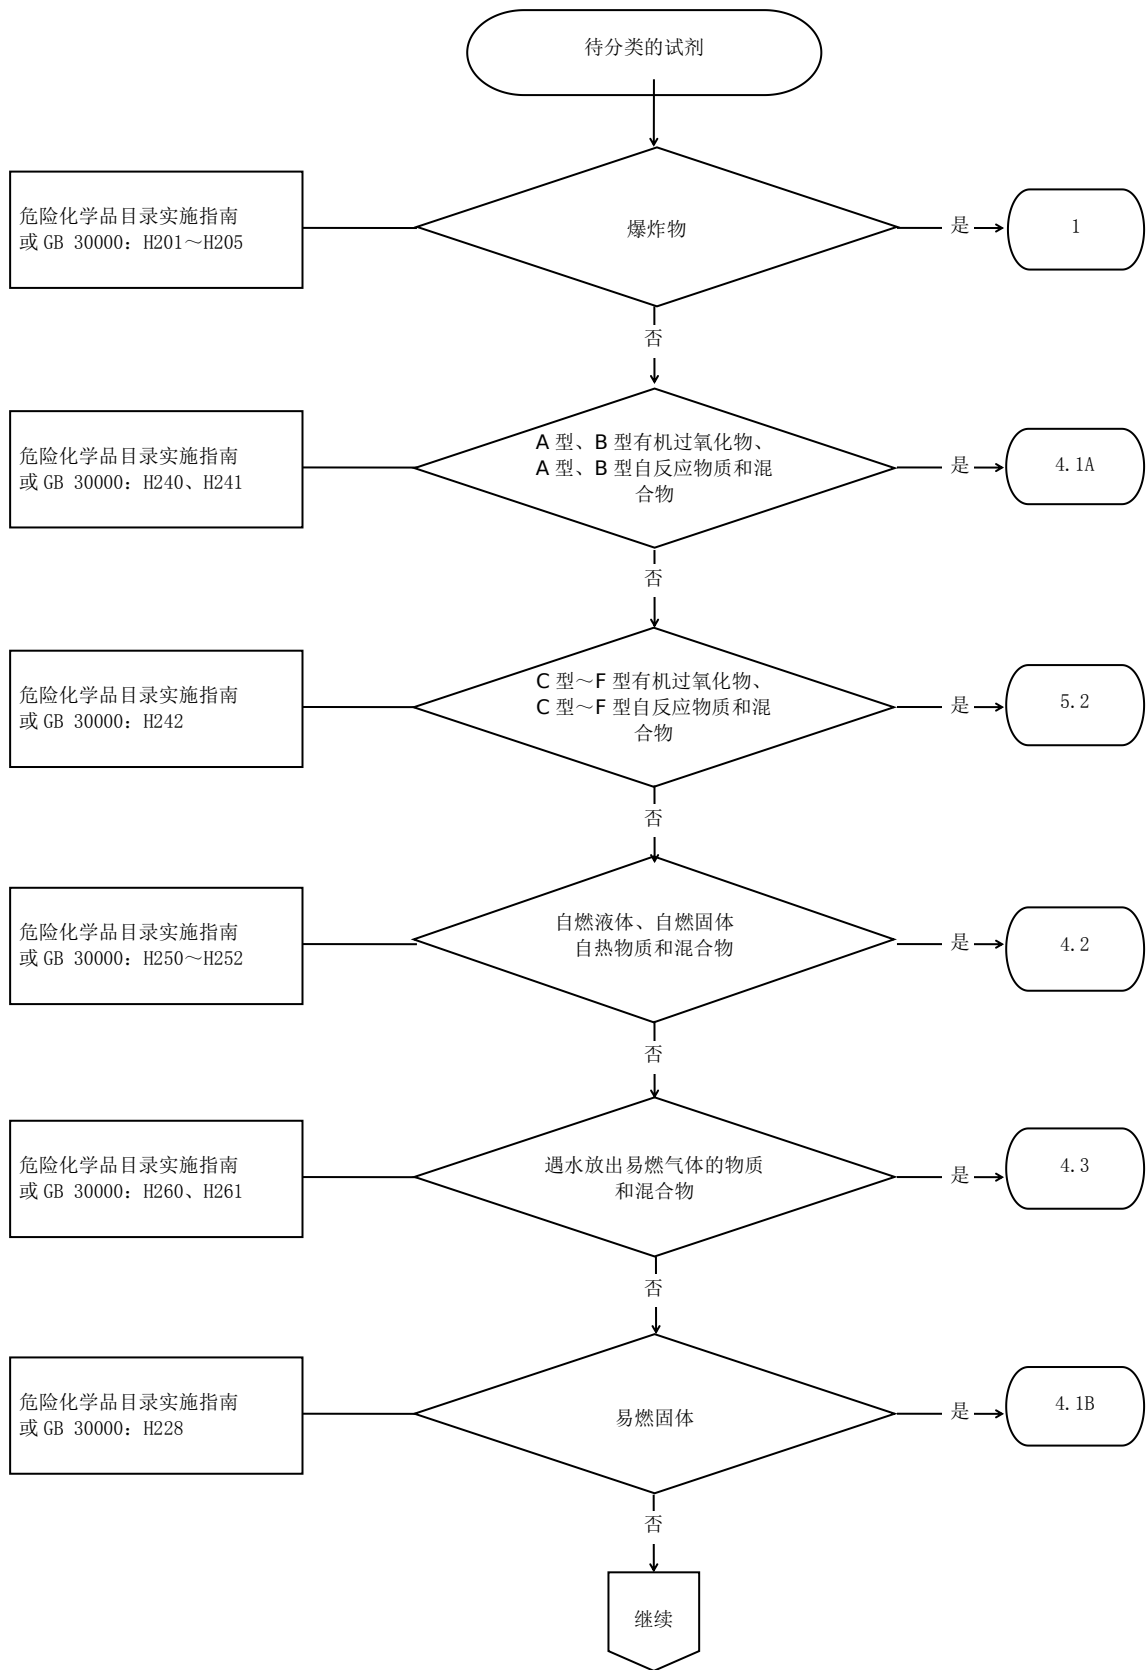 待分类的试剂
危险化学品目录实施指南
或 GB 30000：H201～H205
爆炸物
是
1
否
危险化学品目录实施指南
或 GB 30000：H240、H241
A 型、B 型有机过氧化物、
A 型、B 型自反应物质和混
合物
是
4.1A
否
危险化学品目录实施指南
或 GB 30000：H242
C 型～F 型有机过氧化物、
C 型～F 型自反应物质和混
合物
是
5.2
否
危险化学品目录实施指南
或 GB 30000：H250～H252
自燃液体、自燃固体
自热物质和混合物
是
4.2
否
危险化学品目录实施指南
或 GB 30000：H260、H261
遇水放出易燃气体的物质
和混合物
是
4.3
否
危险化学品目录实施指南
或 GB 30000：H228
易燃固体
是
4.1B
否
继续